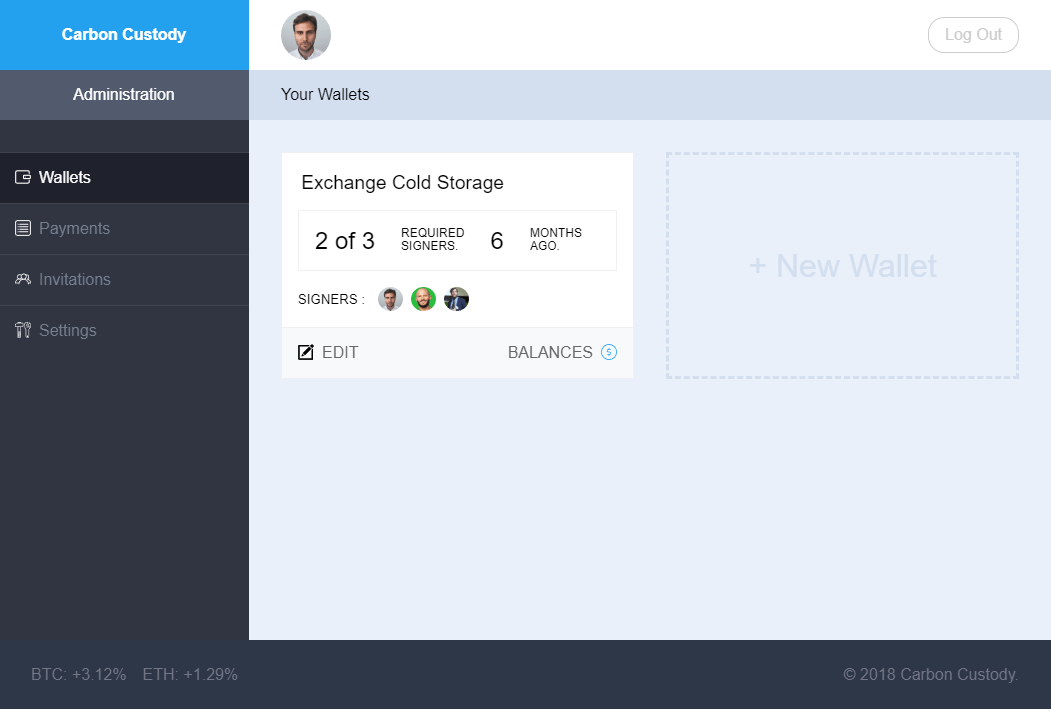 Carbon Custody
Log Out
Administration
Your Wallets
Wallets
Payments
Invitations
Settings
Exchange Cold Storage
2 of 3
REQUIRED
SIGNERS.
6
MONTHS
AGO.
SIGNERS :
EDIT
BALANCES
+ New Wallet
BTC: +3.12%
ETH: +1.29%
© 2018 Carbon Custody.